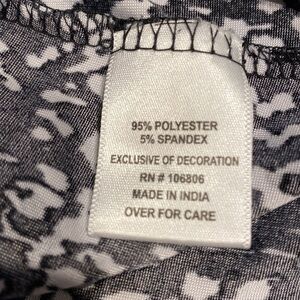 95% POLYESTER
5% SPANDEX
EXCLUSIVE OF DECORATION
RN # 106806
MADE IN INDIA
OVER FOR CARE